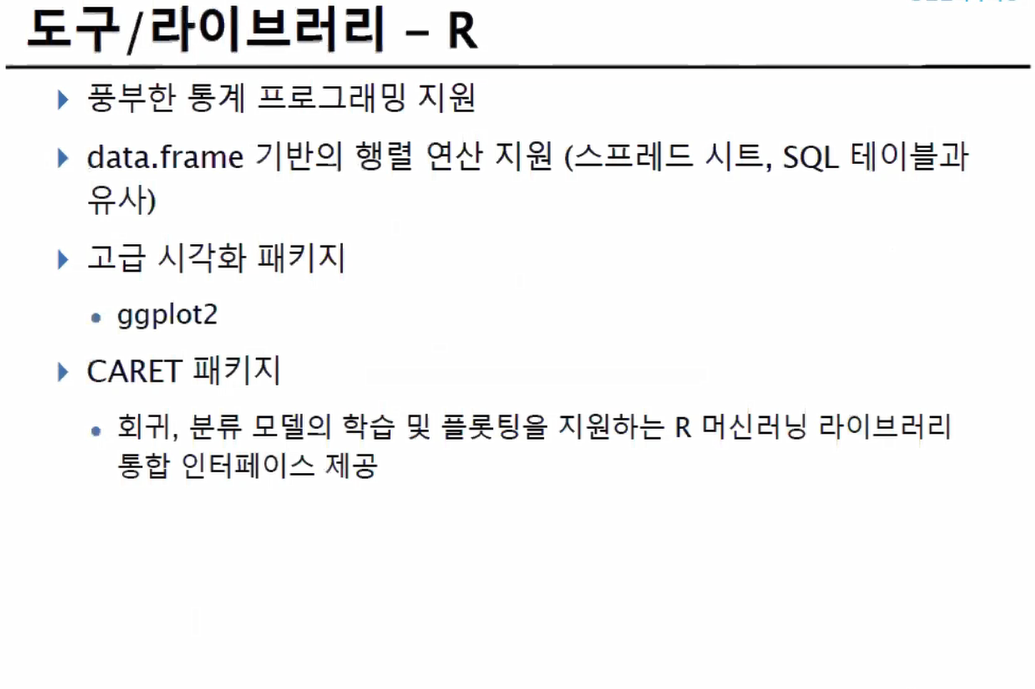 도구/라이브러리 – R
풍부한 통계 프로그래밍 지원
data.frame 기반의 행렬 연산 지원 (스프레드 시트, SQL 테이블과
유사)
고급 시각화 패키지
ggplot2
CARET 패키지
회귀, 분류 모델의 학습 및 플롯팅을 지원하는 R 머신러닝 라이브러리
통합 인터페이스 제공